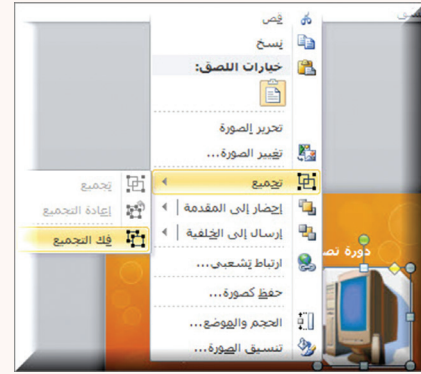 قص
نسخ
خيارات اللصق:
تحرير الصورة
تغيير الصورة...
تجميع
إحضار إلى المقدمة
إرسال إلى الخلفية
ارتباط تشعبي...
حفظ كصورة...
الحجم والموضع...
تنسيق الصورة...
تجميع
إعادة التجميع
فك التجميع
دورة